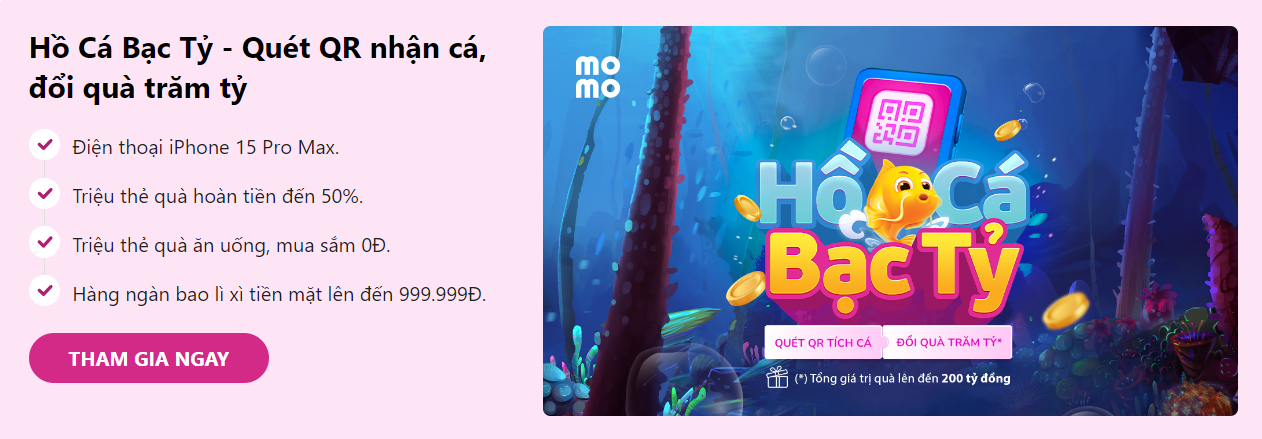 Hồ Cá Bạc Tỷ - Quét QR nhận cá,
đổi quà trăm tỷ
Điện thoại iPhone 15 Pro Max.
Triệu thẻ quà hoàn tiền đến 50%.
Triệu thẻ quà ăn uống, mua sắm 0Đ.
Hàng ngàn bao lì xì tiền mặt lên đến 999.999Đ.
THAM GIA NGAY
mo
mo
Hồ Cá
Bạc Tỷ
QUÉT QR TÍCH CÁ ĐỔI QUÀ TRĂM TỶ*
(*) Tổng giá trị quà lên đến 200 tỷ đồng